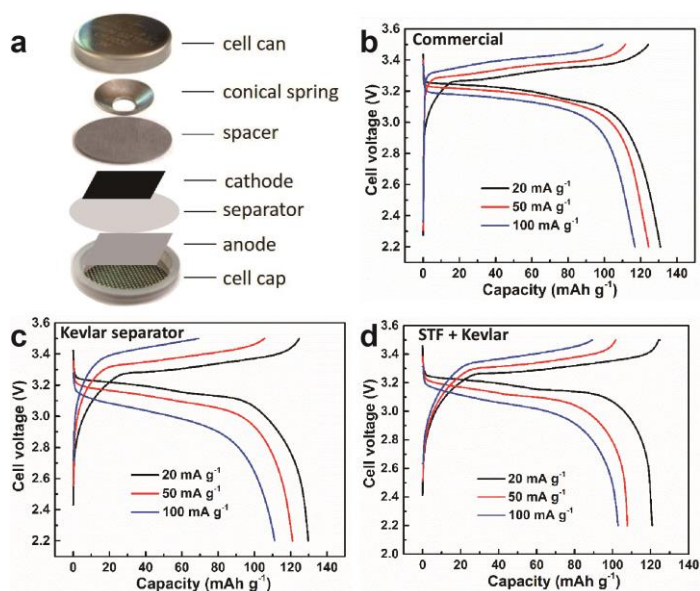 a
cell can
conical spring
spacer
cathode
separator
anode
cell cap
b
Commercial
Cell voltage (V)
3.6
3.4
3.2
3.0
2.8
2.6
2.4
2.2
20 mA g-1
50 mA g-1
100 mA g-1
0 20 40 60 80 100 120 140
Capacity (mAh g-1)
c
Kevlar separator
Cell voltage (V)
3.6
3.4
3.2
3.0
2.8
2.6
2.4
2.2
20 mA g-1
50 mA g-1
100 mA g-1
0 20 40 60 80 100 120 140
Capacity (mAh g-1)
d
STF + Kevlar
Cell voltage (V)
3.6
3.4
3.2
3.0
2.8
2.6
2.4
2.2
2.0
20 mA g-1
50 mA g-1
100 mA g-1
0 20 40 60 80 100 120 140
Capacity (mAh g-1)